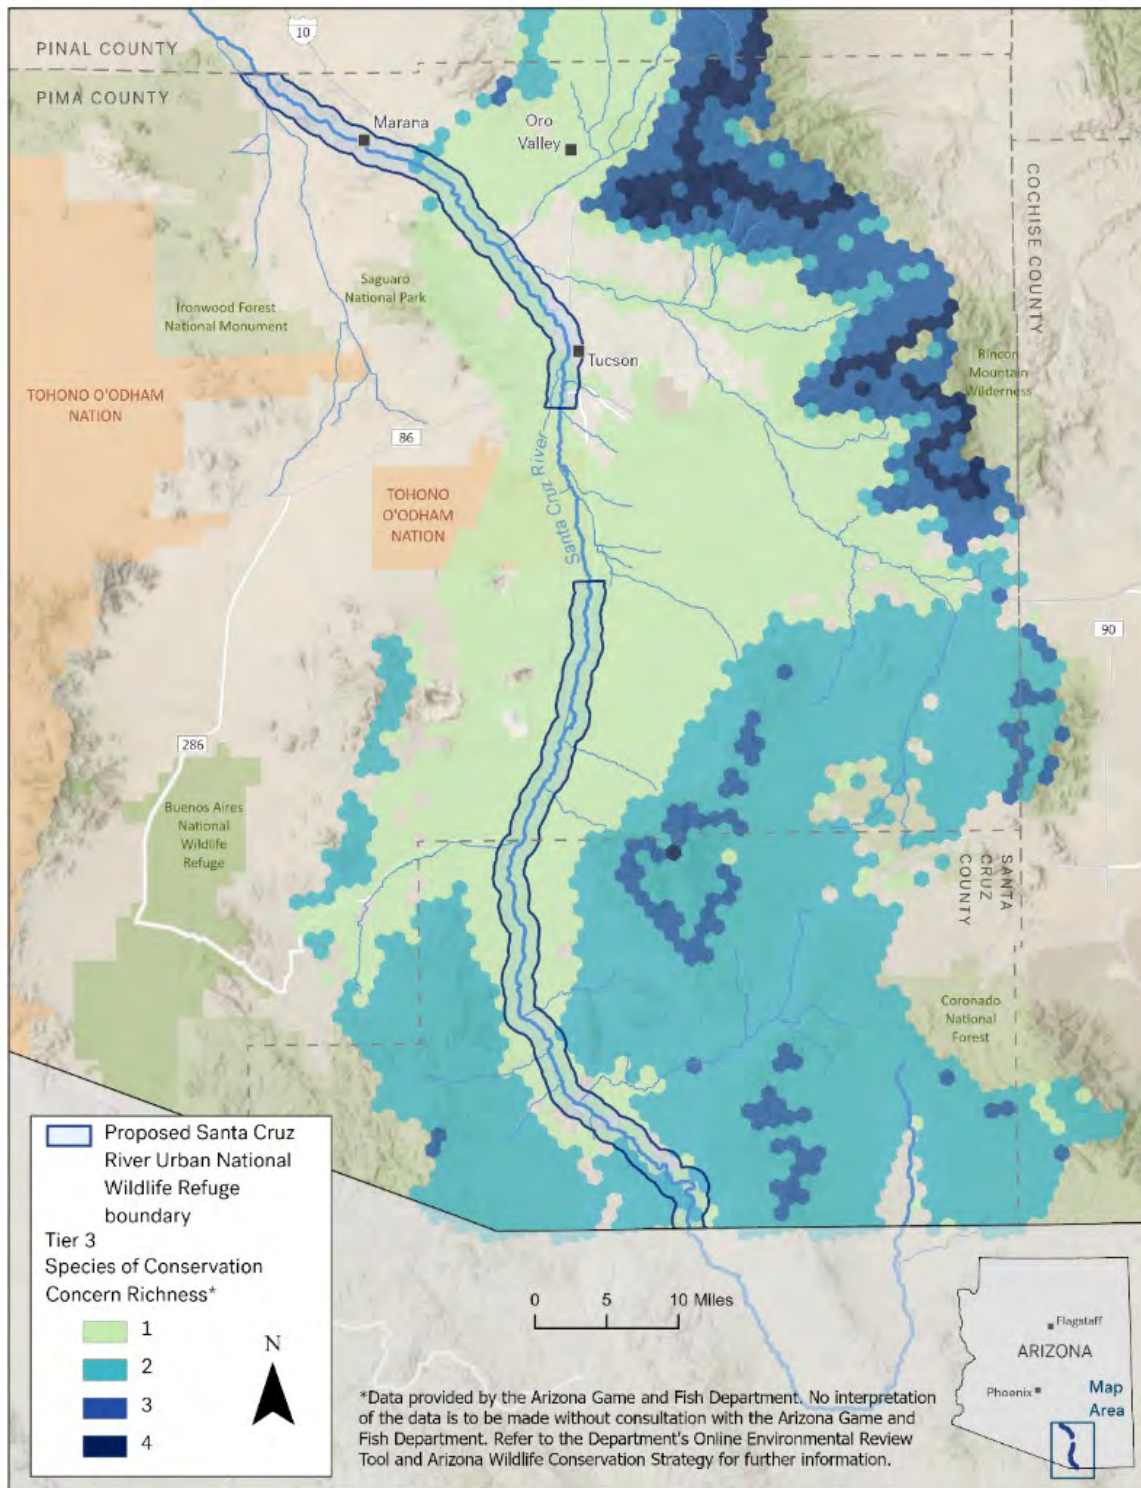 10
PINAL COUNTY
PIMA COUNTY
Marana
Oro
Valley
COCHISE COUNTY
Saguaro
National Park
Ironwood Forest
National Monument
Tucson
Rincon
Mountain
Wilderness
TOHONO O'ODHAM
NATION
86
Santa Cruz River
TOHONO
O'ODHAM
NATION
90
286
Buenos Aires
National
Wildlife
Refuge
SANTA
CRUZ
COUNTY
Coronado
National
Forest
Proposed Santa Cruz
River Urban National
Wildlife Refuge
boundary
Tier 3
Species of Conservation
Concern Richness*
1
2
3
4
N
0 5 10 Miles
*Data provided by the Arizona Game and Fish Department. No interpretation
of the data is to be made without consultation with the Arizona Game and
Fish Department. Refer to the Department's Online Environmental Review
Tool and Arizona Wildlife Conservation Strategy for further information.
Flagstaff
ARIZONA
Phoenix
Map
Area